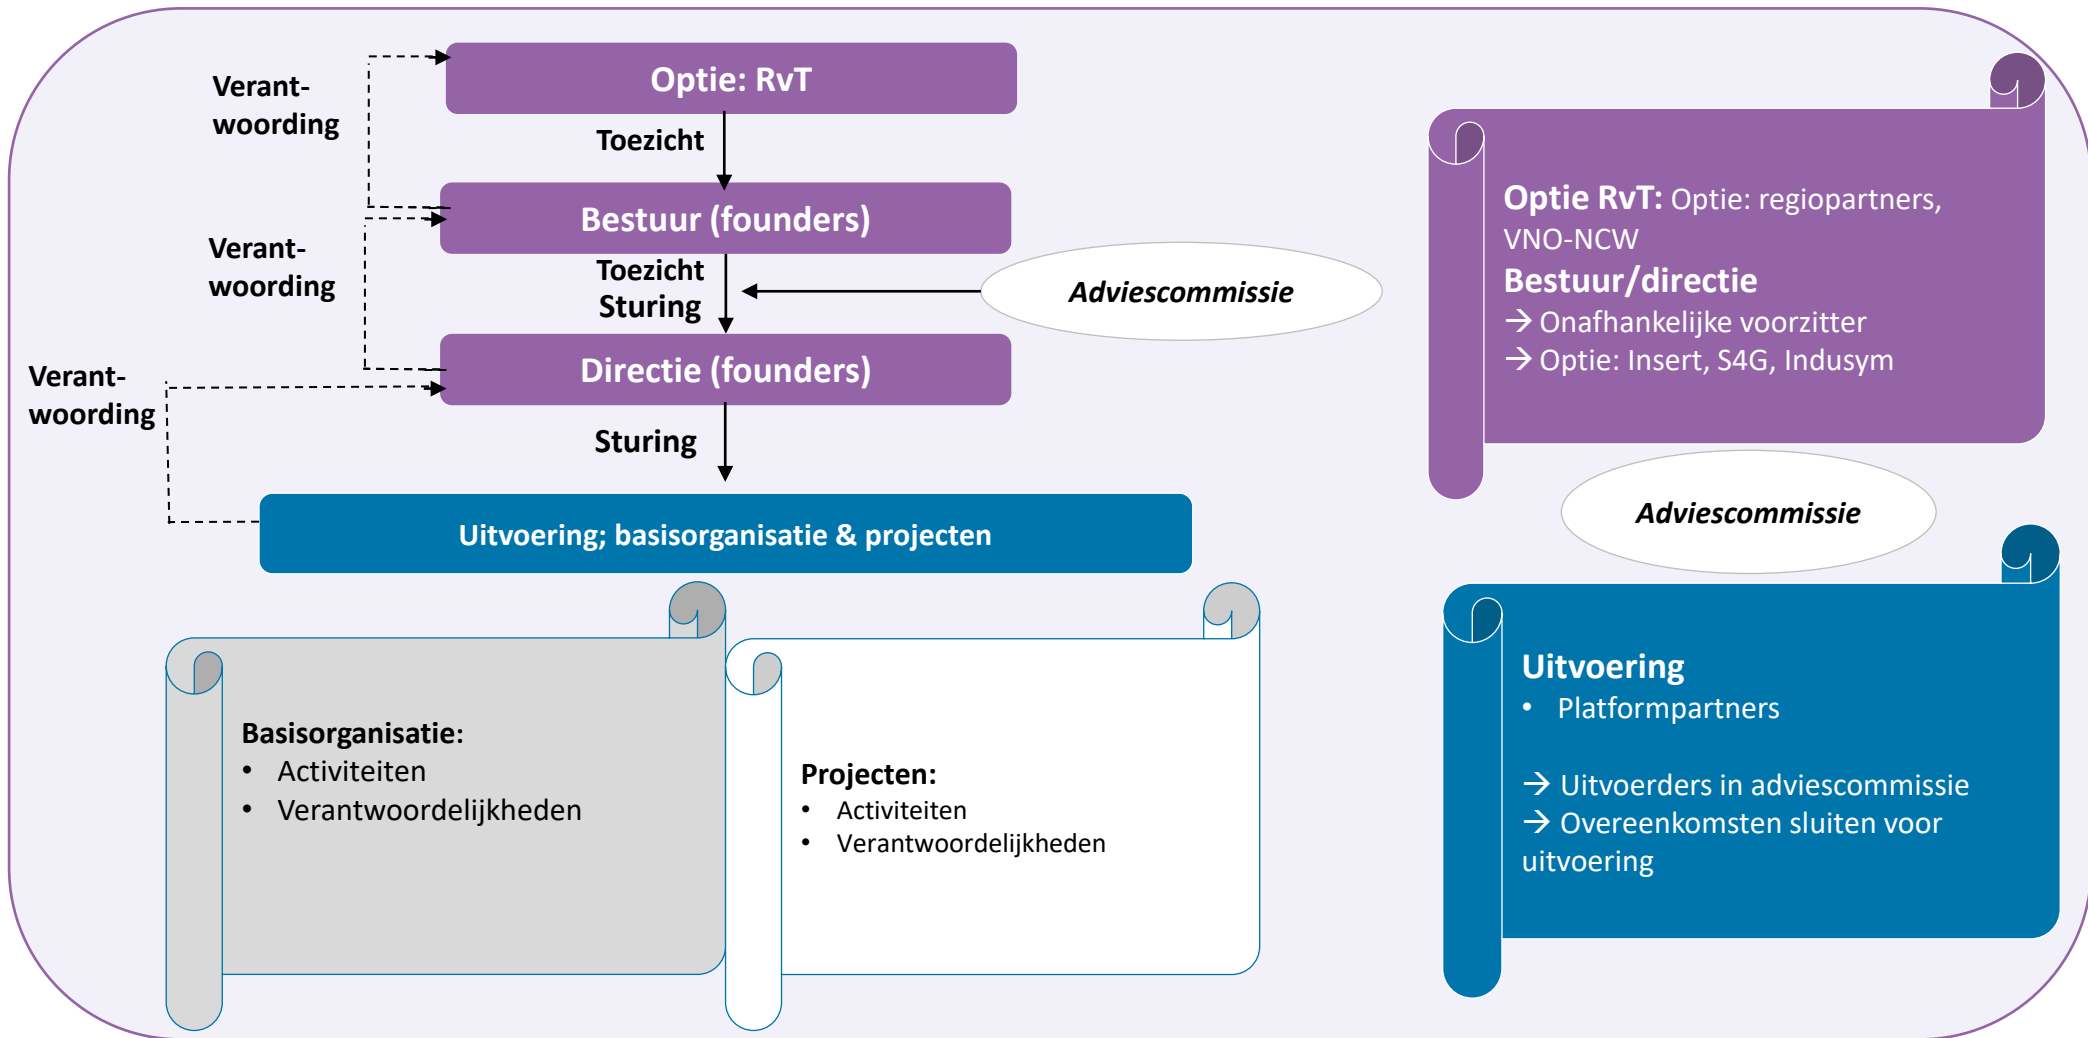 Optie: RvT
Verant-
woording
Toezicht
Bestuur (founders)
Verant-
woording
Toezicht
Sturing
Adviescommissie
Directie (founders)
Verant-
woording
Sturing
Uitvoering; basisorganisatie & projecten
Basisorganisatie:
• Activiteiten
• Verantwoordelijkheden
Projecten:
• Activiteiten
• Verantwoordelijkheden
Optie RvT: Optie: regiopartners,
VNO-NCW
Bestuur/directie
→ Onafhankelijke voorzitter
→ Optie: Insert, S4G, Indusym
Adviescommissie
Uitvoering
• Platformpartners
→ Uitvoerders in adviescommissie
→ Overeenkomsten sluiten voor
uitvoering